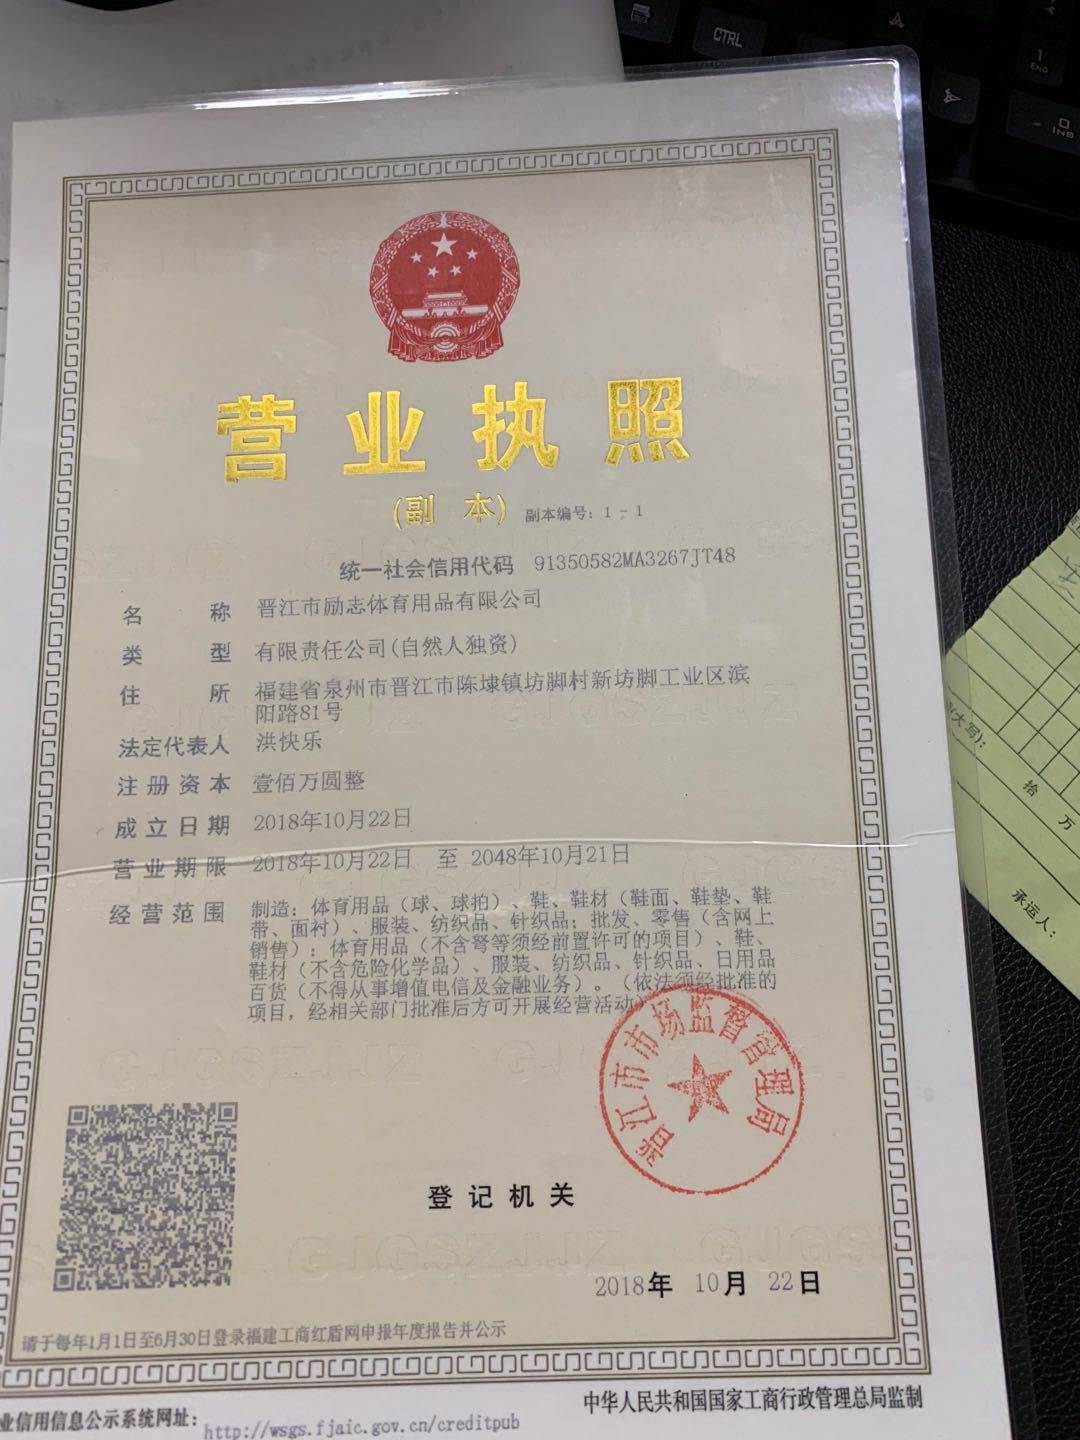 CTRL
1
END
0
INS
营业执照
(副 本) 副本编号: 1 - 1
统一社会信用代码 91350582MA3267JT48
名 称 晋江市励志体育用品有限公司
类 型 有限责任公司(自然人独资)
住 所 福建省泉州市晋江市陈埭镇坊脚村新坊脚工业区滨
阳路81号
法定代表人 洪快乐
注册资本 壹佰万圆整
成立日期 2018年10月22日
营业期限 2018年10月22日 至 2048年10月21日
经营范围 制造：体育用品（球、球拍）、鞋、鞋材（鞋面、鞋垫、鞋
带、面衬）、服装、纺织品、针织品；批发、零售（含网上
销售）：体育用品（不含弩等须经前置许可的项目）、鞋、
鞋材（不含危险化学品）、服装、纺织品、针织品、日用品
百货（不得从事增值电信及金融业务）。（依法须经批准的
项目，经相关部门批准后方可开展经营活动）
晋江市市场监督管理局
登记机关
2018年 10月 22日
请于每年1月1日至6月30日登录福建工商红盾网申报年度报告并公示
业信用信息公示系统网址: http://wsgs.fjaic.gov.cn/creditpub
中华人民共和国国家工商行政管理总局监制
大写):
拾
万
承运人: